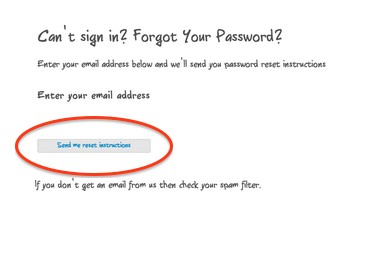 Can't sign in? Forgot Your Password?
Enter your email address below and we'll send you password reset instructions
Enter your email address
Send me reset instructions
If you don't get an email from us then check your spam filter.